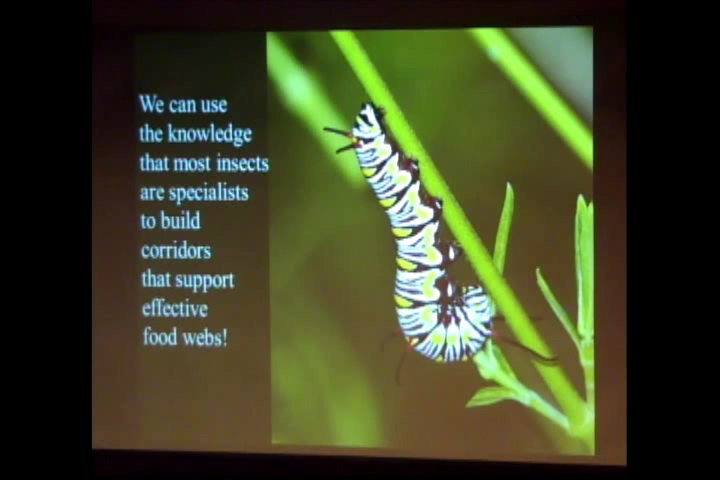 We can use
the knowledge
that most insects
are specialists
to build
corridors
that support
effective
food webs!